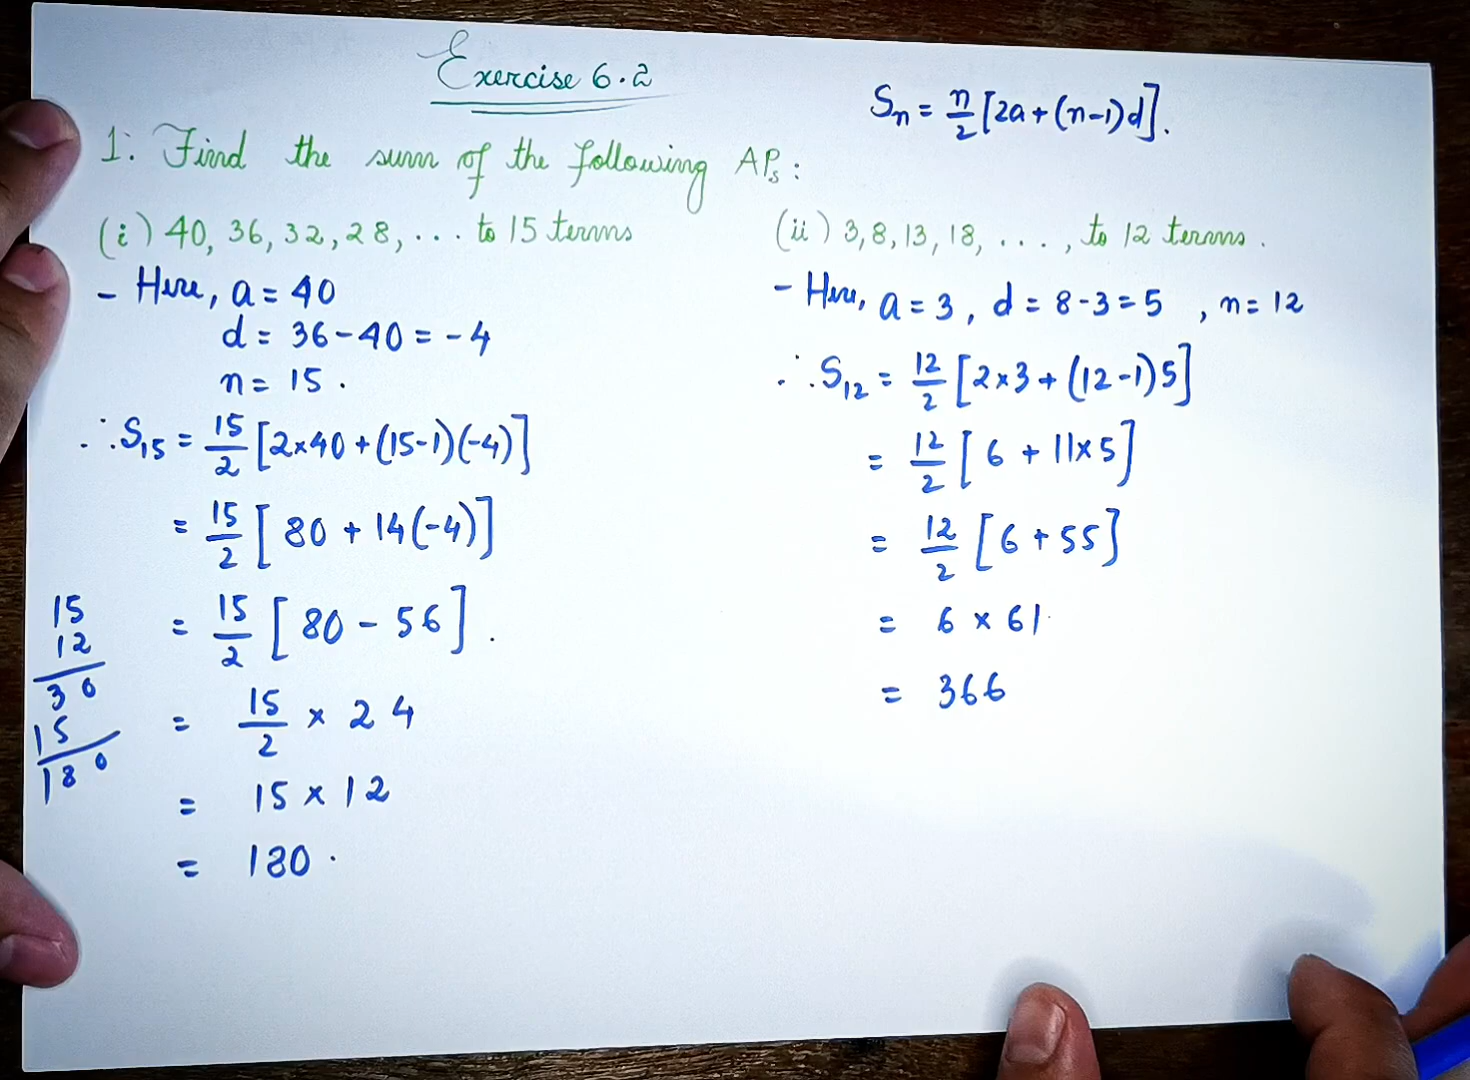 Exercise 6.2
Sn = n/2 [2a + (n-1)d].
1. Find the sum of the following APs :
(i) 40, 36, 32, 28, ... to 15 terms
- Here, a = 40
d = 36 - 40 = -4
n = 15 .
∴ S15 = 15/2 [2×40 + (15-1)(-4)]
= 15/2 [ 80 + 14(-4)]
= 15/2 [ 80 - 56 ] .
= 15/2 × 24
= 15 × 12
= 180 .
15
12
30
15
180
(ii) 3, 8, 13, 18, ...., to 12 terms .
- Here, a = 3, d = 8 - 3 = 5 , n = 12
∴ S12 = 12/2 [2×3 + (12-1)5]
= 12/2 [ 6 + 11×5 ]
= 12/2 [ 6 + 55 ]
= 6 × 61
= 366